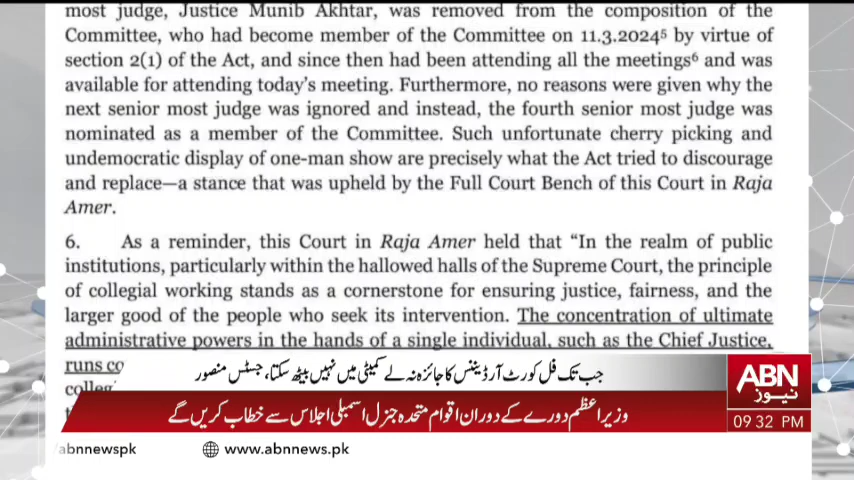 most judge, Justice Munib Akhtar, was removed from the composition of the
Committee, who had become member of the Committee on 11.3.2024⁵ by virtue of
section 2(1) of the Act, and since then had been attending all the meetings⁶ and was
available for attending today's meeting. Furthermore, no reasons were given why the
next senior most judge was ignored and instead, the fourth senior most judge was
nominated as a member of the Committee. Such unfortunate cherry picking and
undemocratic display of one-man show are precisely what the Act tried to discourage
and replace—a stance that was upheld by the Full Court Bench of this Court in Raja
Amer.
6. As a reminder, this Court in Raja Amer held that “In the realm of public
institutions, particularly within the hallowed halls of the Supreme Court, the principle
of collegial working stands as a cornerstone for ensuring justice, fairness, and the
larger good of the people who seek its intervention. The concentration of ultimate
administrative powers in the hands of a single individual, such as the Chief Justice,
runs co
colleg
جب تک فل کورٹ آرڈیننس کا جائزہ نہ لے کمیٹی میں نہیں بیٹھ سکتا، جسٹس منصور
وزیراعظم دورے کے دوران اقوام متحدہ جنرل اسمبلی اجلاس سے خطاب کریں گے
ABN
نیوز
09 32 PM
/abnnewspk
www.abnnews.pk